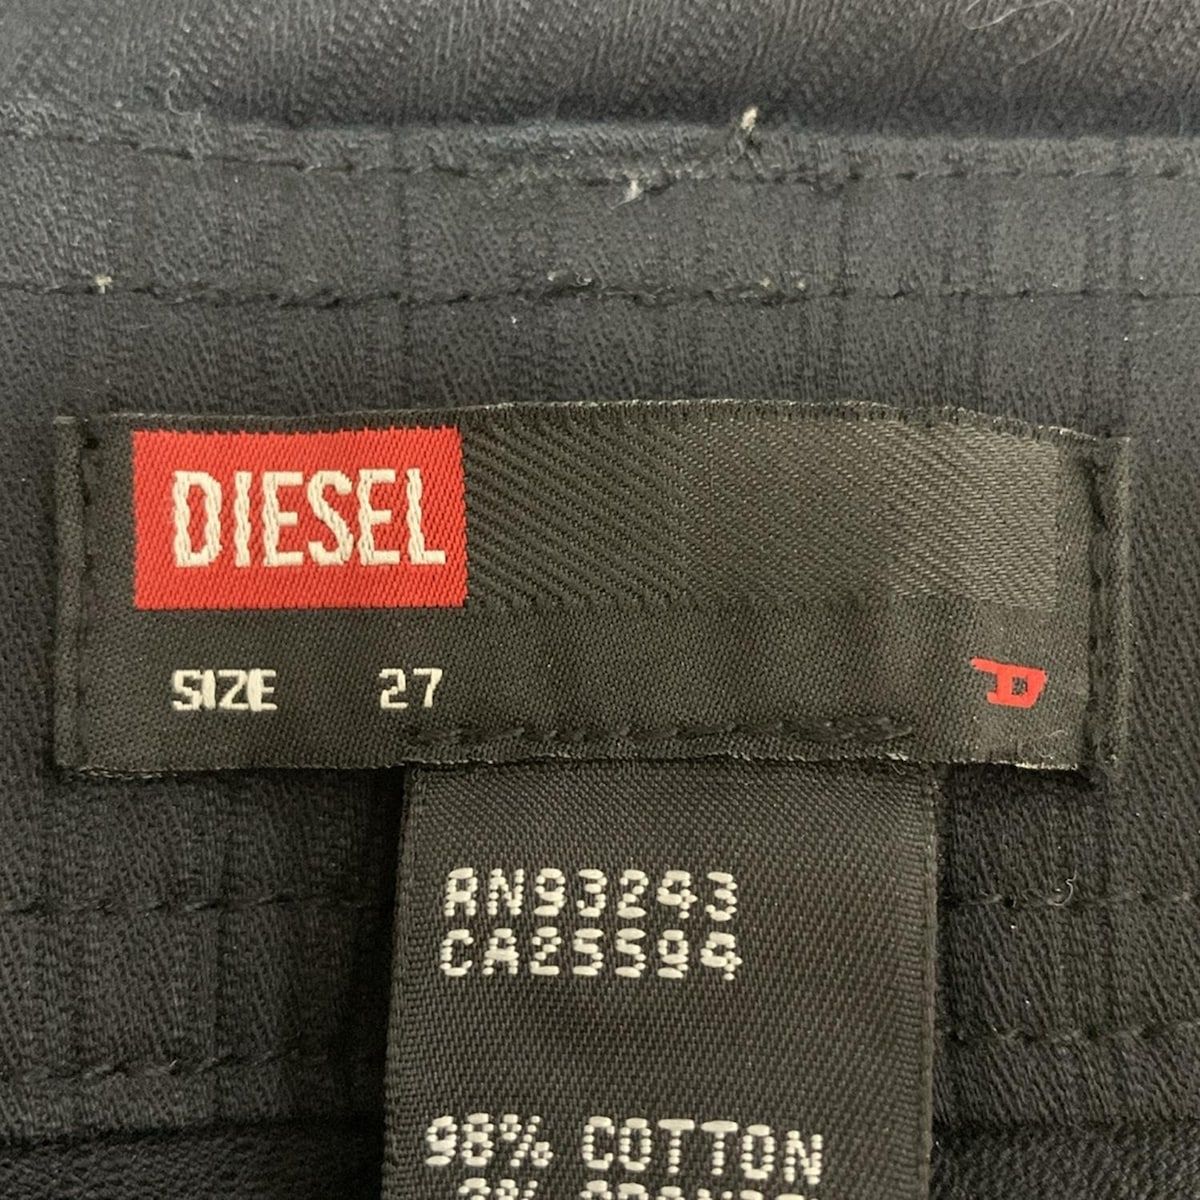 DIESEL
SIZE 27
D
RN93243
CA25594
98% COTTON